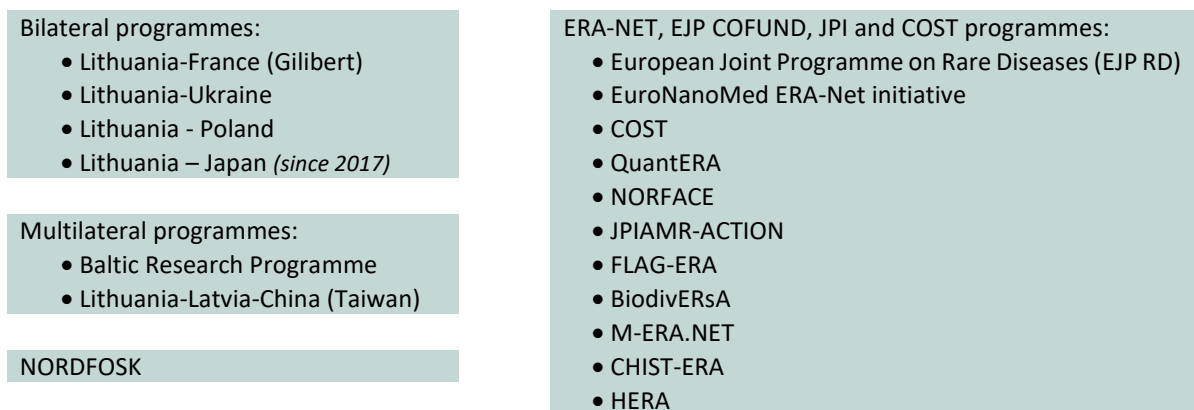 Bilateral programmes:
• Lithuania-France (Gilibert)
• Lithuania-Ukraine
• Lithuania - Poland
• Lithuania – Japan (since 2017)
Multilateral programmes:
• Baltic Research Programme
• Lithuania-Latvia-China (Taiwan)
NORDFOSK
ERA-NET, EJP COFUND, JPI and COST programmes:
• European Joint Programme on Rare Diseases (EJP RD)
• EuroNanoMed ERA-Net initiative
• COST
• QuantERA
• NORFACE
• JPIAMR-ACTION
• FLAG-ERA
• BiodivERsA
• M-ERA.NET
• CHIST-ERA
• HERA